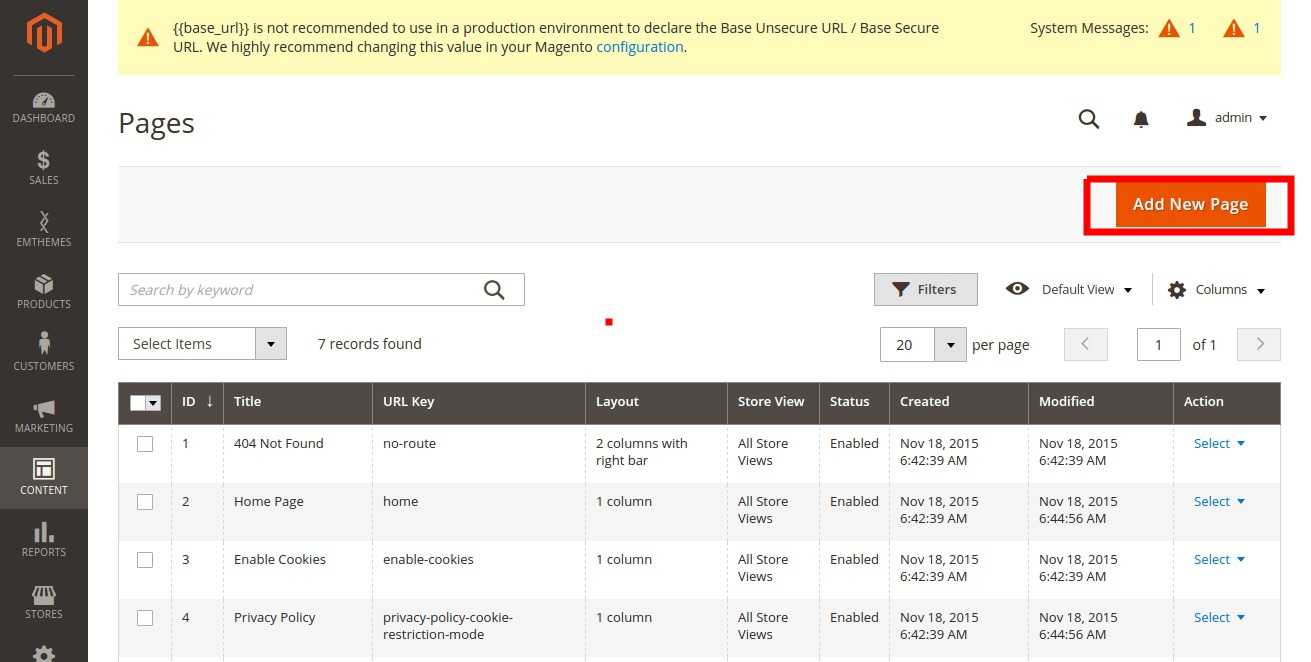 {{base_url}} is not recommended to use in a production environment to declare the Base Unsecure URL / Base Secure
URL. We highly recommend changing this value in your Magento configuration.
System Messages: 1 1
DASHBOARD
SALES
EMTHEMES
PRODUCTS
CUSTOMERS
MARKETING
CONTENT
REPORTS
STORES
Pages
admin
Add New Page
Search by keyword
Filters
Default View
Columns
Select Items
7 records found
20
per page
1
of 1
ID ↓ Title URL Key Layout Store View Status Created Modified Action
1 404 Not Found no-route 2 columns with All Store Enabled Nov 18, 2015 Nov 18, 2015 Select
right bar Views 6:42:39 AM 6:42:39 AM
2 Home Page home 1 column All Store Enabled Nov 18, 2015 Nov 18, 2015 Select
Views 6:42:39 AM 6:44:56 AM
3 Enable Cookies enable-cookies 1 column All Store Enabled Nov 18, 2015 Nov 18, 2015 Select
Views 6:42:39 AM 6:42:39 AM
4 Privacy Policy privacy-policy-cookie- 1 column All Store Enabled Nov 18, 2015 Nov 18, 2015 Select
restriction-mode Views 6:42:39 AM 6:44:56 AM